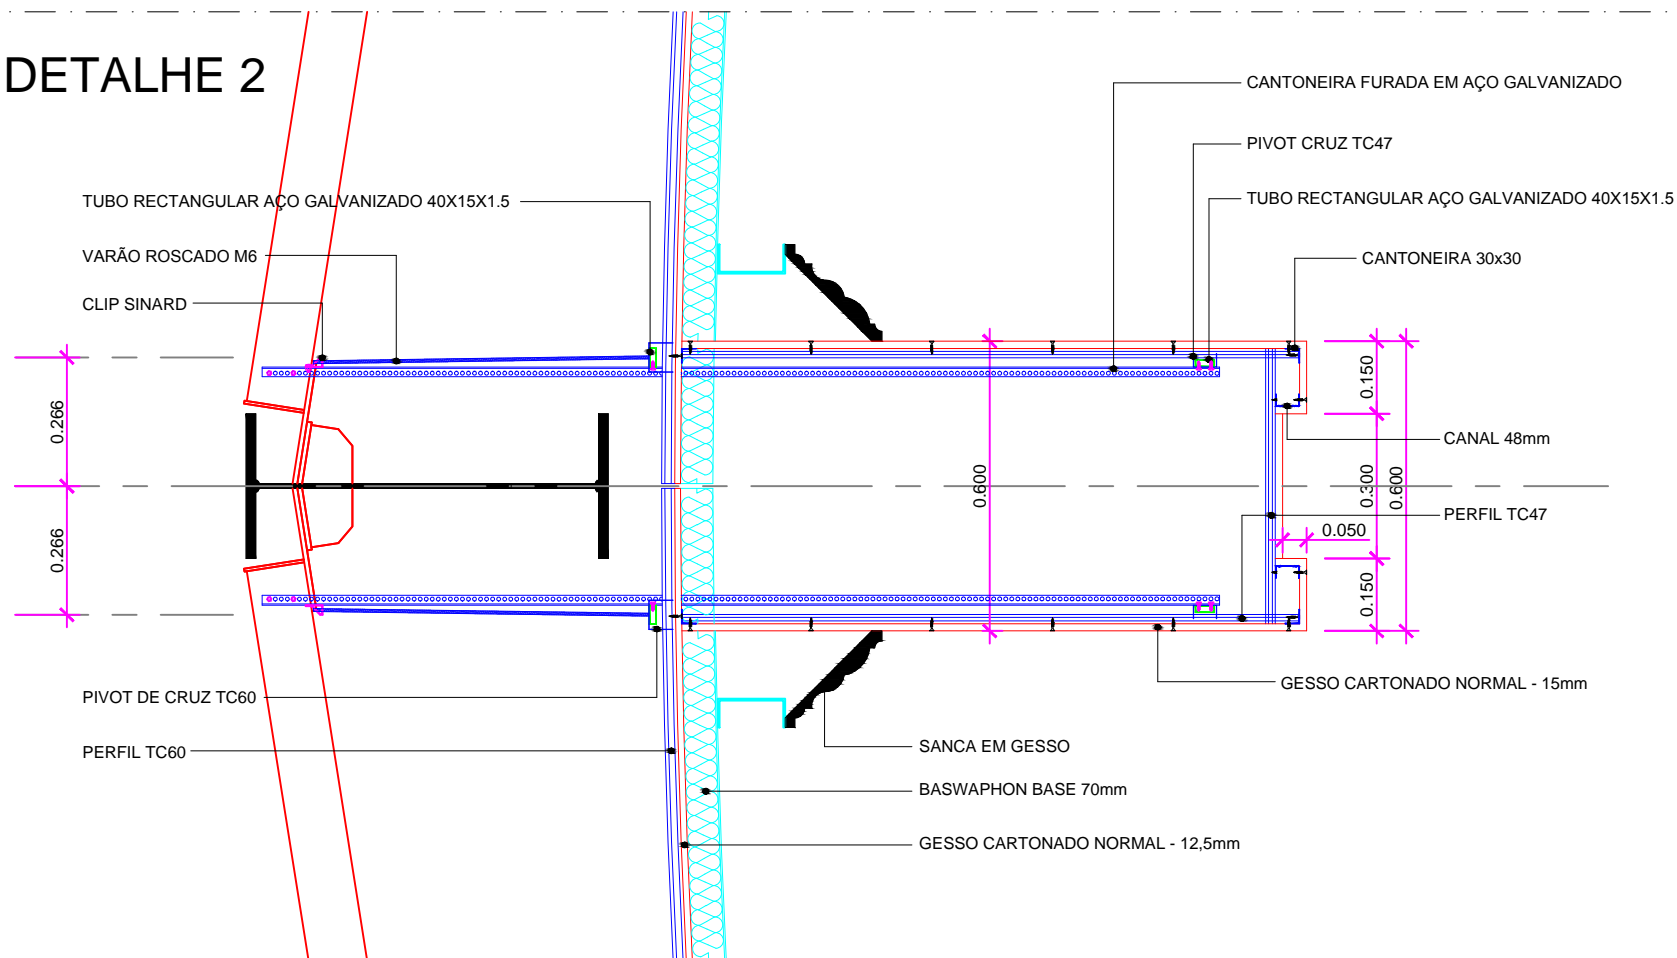 DETALHE 2
CANTONEIRA FURADA EM AÇO GALVANIZADO
PIVOT CRUZ TC47
TUBO RECTANGULAR AÇO GALVANIZADO 40X15X1.5
TUBO RECTANGULAR AÇO GALVANIZADO 40X15X1.5
VARÃO ROSCADO M6
CANTONEIRA 30x30
CLIP SINARD
0.266
0.266
0.600
0.150
0.300
0.600
0.150
0.050
CANAL 48mm
PERFIL TC47
GESSO CARTONADO NORMAL - 15mm
PIVOT DE CRUZ TC60
PERFIL TC60
SANCA EM GESSO
BASWAPHON BASE 70mm
GESSO CARTONADO NORMAL - 12,5mm